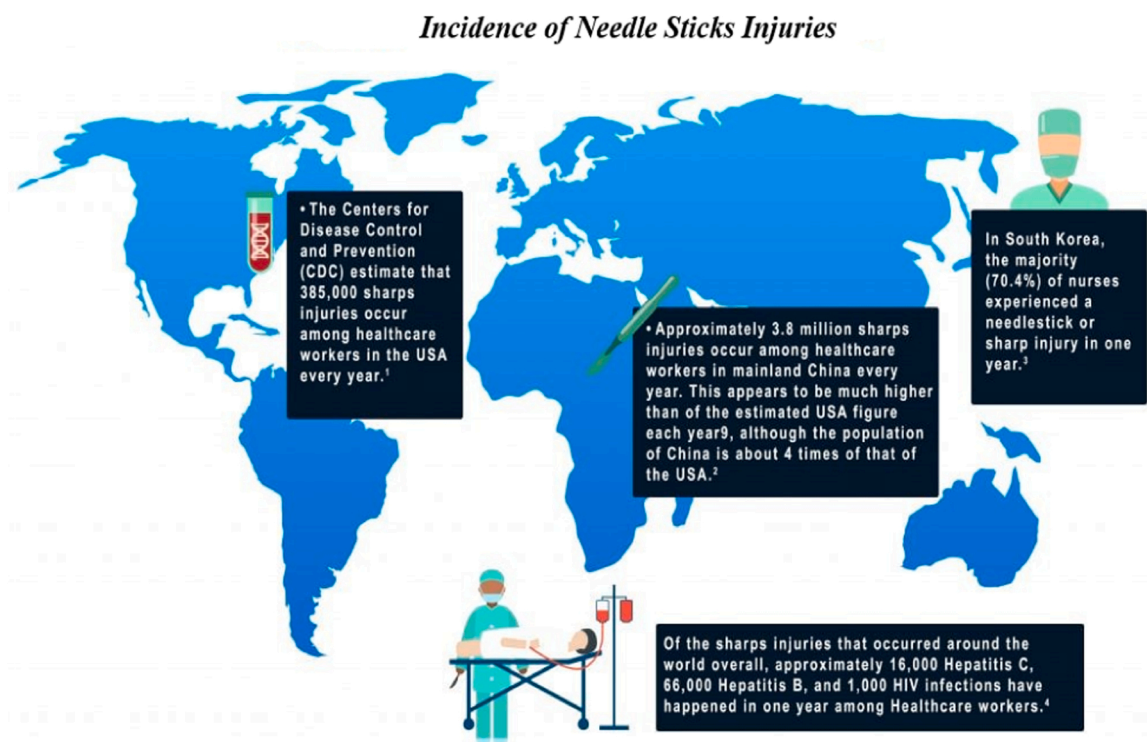 Incidence of Needle Sticks Injuries
• The Centers for
Disease Control
and Prevention
(CDC) estimate that
385,000 sharps
injuries occur
among healthcare
workers in the USA
every year.¹
In South Korea,
the majority
(70.4%) of nurses
experienced a
needlestick or
sharp injury in one
year.³
• Approximately 3.8 million sharps
injuries occur among healthcare
workers in mainland China every
year. This appears to be much higher
than of the estimated USA figure
each year9, although the population
of China is about 4 times of that of
the USA.²
Of the sharps injuries that occurred around the
world overall, approximately 16,000 Hepatitis C,
66,000 Hepatitis B, and 1,000 HIV infections have
happened in one year among Healthcare workers.⁴